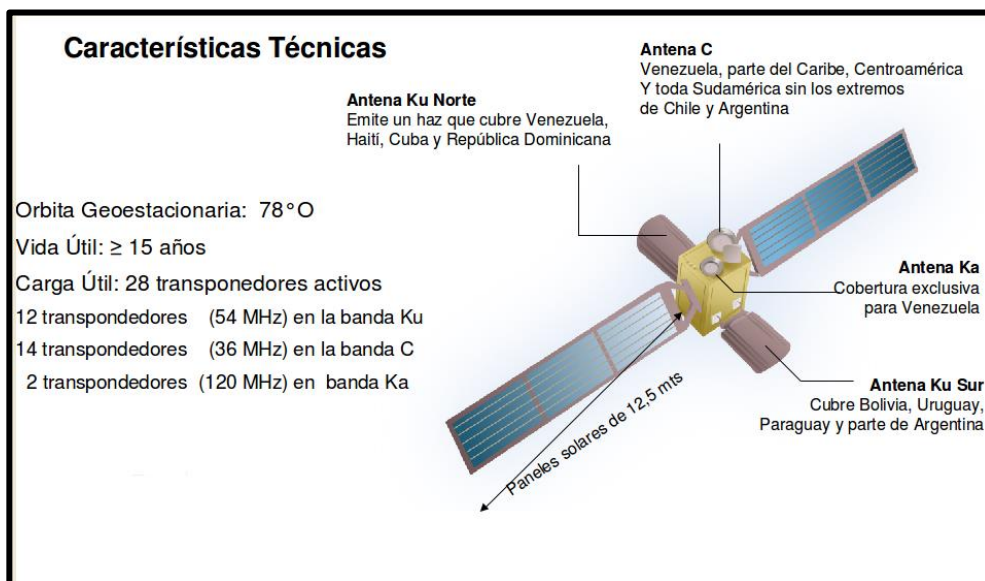 Características Técnicas
Antena C
Venezuela, parte del Caribe, Centroamérica
Y toda Sudamérica sin los extremos
de Chile y Argentina
Antena Ku Norte
Emite un haz que cubre Venezuela,
Haití, Cuba y República Dominicana
Orbita Geoestacionaria: 78°O
Vida Útil: ≥ 15 años
Carga Útil: 28 transponedores activos
12 transpondedores (54 MHz) en la banda Ku
14 transpondedores (36 MHz) en la banda C
2 transpondedores (120 MHz) en banda Ka
Antena Ka
Cobertura exclusiva
para Venezuela
Antena Ku Sur
Cubre Bolivia, Uruguay,
Paraguay y parte de Argentina
Paneles solares de 12,5 mts